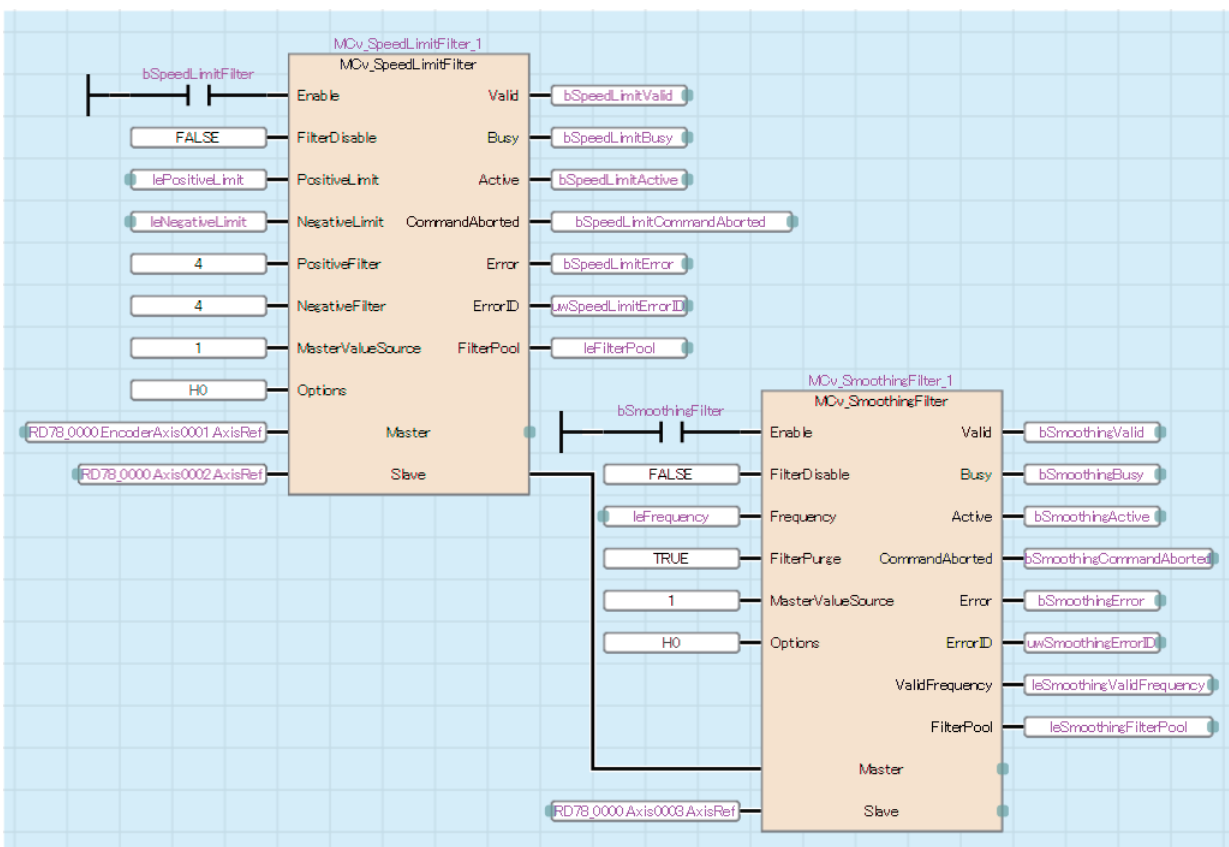 MCv_SpeedLimitFilter_1
MCv_SpeedLimitFilter
bSpeedLimitFilter
Enable Valid bSpeedLimitValid
FALSE FilterDisable Busy bSpeedLimitBusy
lePositiveLimit PositiveLimit Active bSpeedLimitActive
leNegativeLimit NegativeLimit CommandAborted bSpeedLimitCommandAborted
4 PositiveFilter Error bSpeedLimitError
4 NegativeFilter ErrorID uwSpeedLimitErrorID
1 MasterValueSource FilterPool leFilterPool
H0 Options
RD78_0000.EncoderAxis0001.AxisRef Master
RD78_0000.Axis0002.AxisRef Slave
MCv_SmoothingFilter_1
MCv_SmoothingFilter
bSmoothingFilter
Enable Valid bSmoothingValid
FALSE FilterDisable Busy bSmoothingBusy
leFrequency Frequency Active bSmoothingActive
TRUE FilterPurge CommandAborted bSmoothingCommandAborted
1 MasterValueSource Error bSmoothingError
H0 Options ErrorID uwSmoothingErrorID
ValidFrequency leSmoothingValidFrequency
FilterPool leSmoothingFilterPool
Master
RD78_0000.Axis0003.AxisRef Slave